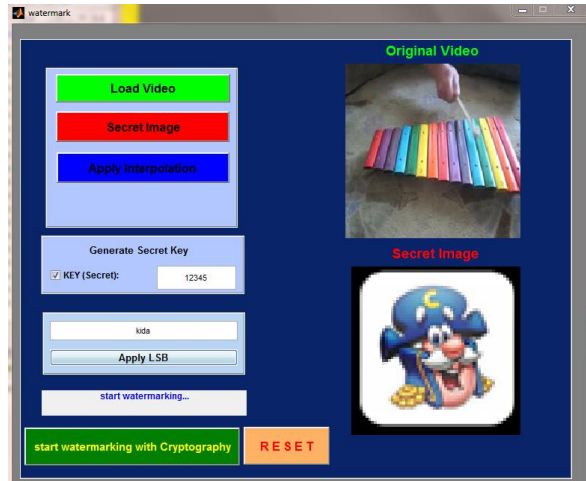 watermark
Original Video
Load Video
Secret Image
Apply Interpolation
Generate Secret Key
KEY (Secret):
12345
Secret Image
kida
Apply LSB
start watermarking...
start watermarking with Cryptography
R E S E T
C